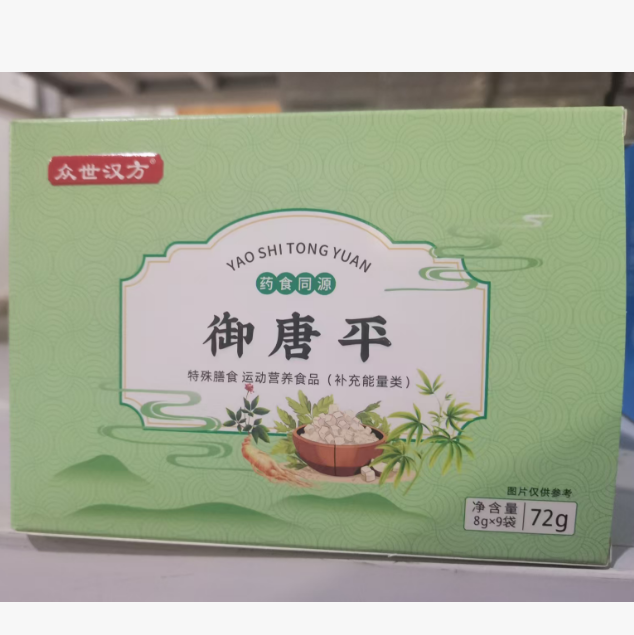 众世汉方®
YAO SHI TONG YUAN
药食同源
御唐平
特殊膳食 运动营养食品（补充能量类）
图片仅供参考
净含量
8g×9袋
72g